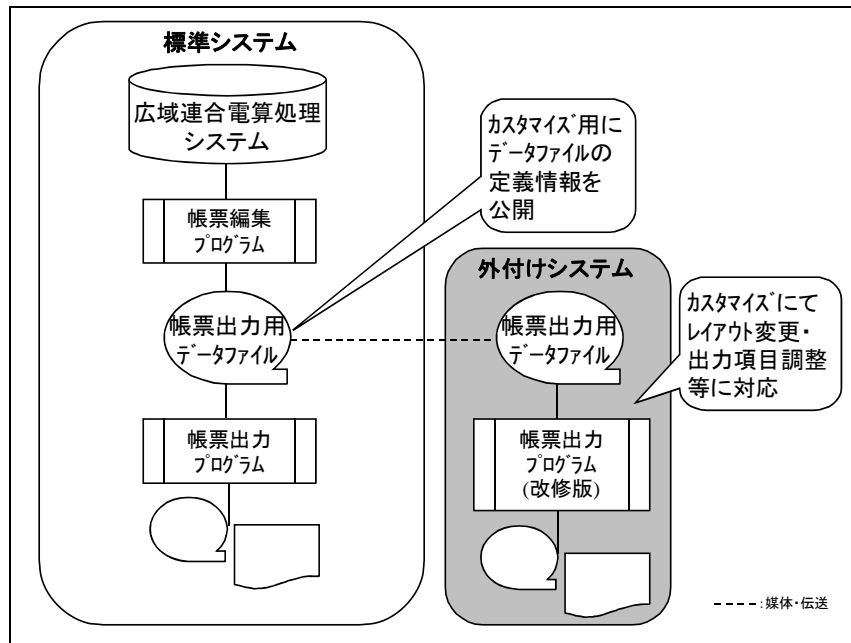 標準システム
広域連合電算処理
システム
カスタマイズ用に
データファイルの
定義情報を
公開
帳票編集
プログラム
帳票出力用
データファイル
帳票出力
プログラム
外付けシステム
帳票出力用
データファイル
カスタマイズにて
レイアウト変更・
出力項目調整
等に対応
帳票出力
プログラム
(改修版)
-----:媒体・伝送